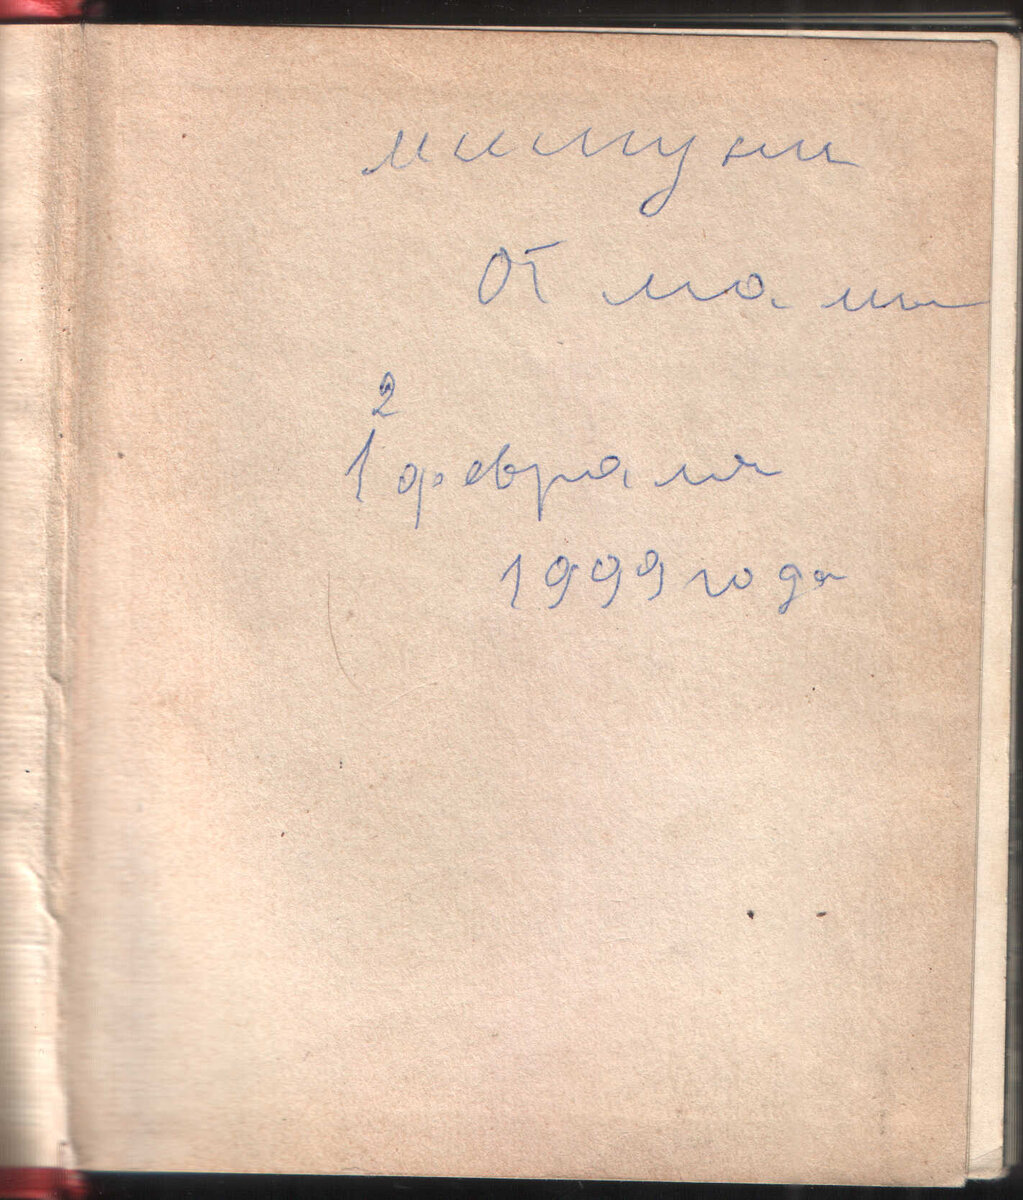 от мамы
2
1 февраля
1999 года